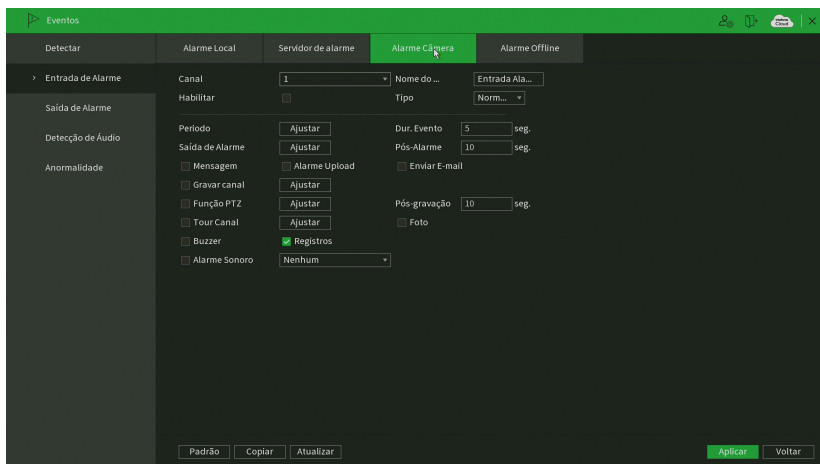 Eventos
intelbras Cloud
Detectar
Alarme Local
Servidor de alarme
Alarme Câmera
Alarme Offline
Entrada de Alarme
Saída de Alarme
Detecção de Áudio
Anormalidade
Canal
1
Nome do ...
Entrada Ala...
Habilitar
Tipo
Norm...
Periodo
Ajustar
Dur. Evento
5
seg.
Saída de Alarme
Ajustar
Pós-Alarme
10
seg.
Mensagem
Alarme Upload
Enviar E-mail
Gravar canal
Ajustar
Função PTZ
Ajustar
Pós-gravação
10
seg.
Tour Canal
Ajustar
Foto
Buzzer
Registros
Alarme Sonoro
Nenhum
Padrão
Copiar
Atualizar
Aplicar
Voltar